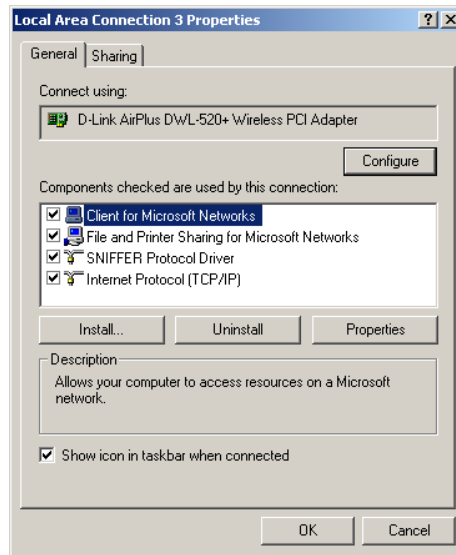 Local Area Connection 3 Properties
General
Sharing
Connect using:
D-Link AirPlus DWL-520+ Wireless PCI Adapter
Configure
Components checked are used by this connection:
Client for Microsoft Networks
File and Printer Sharing for Microsoft Networks
SNIFFER Protocol Driver
Internet Protocol (TCP/IP)
Install...
Uninstall
Properties
Description
Allows your computer to access resources on a Microsoft
network.
Show icon in taskbar when connected
OK
Cancel